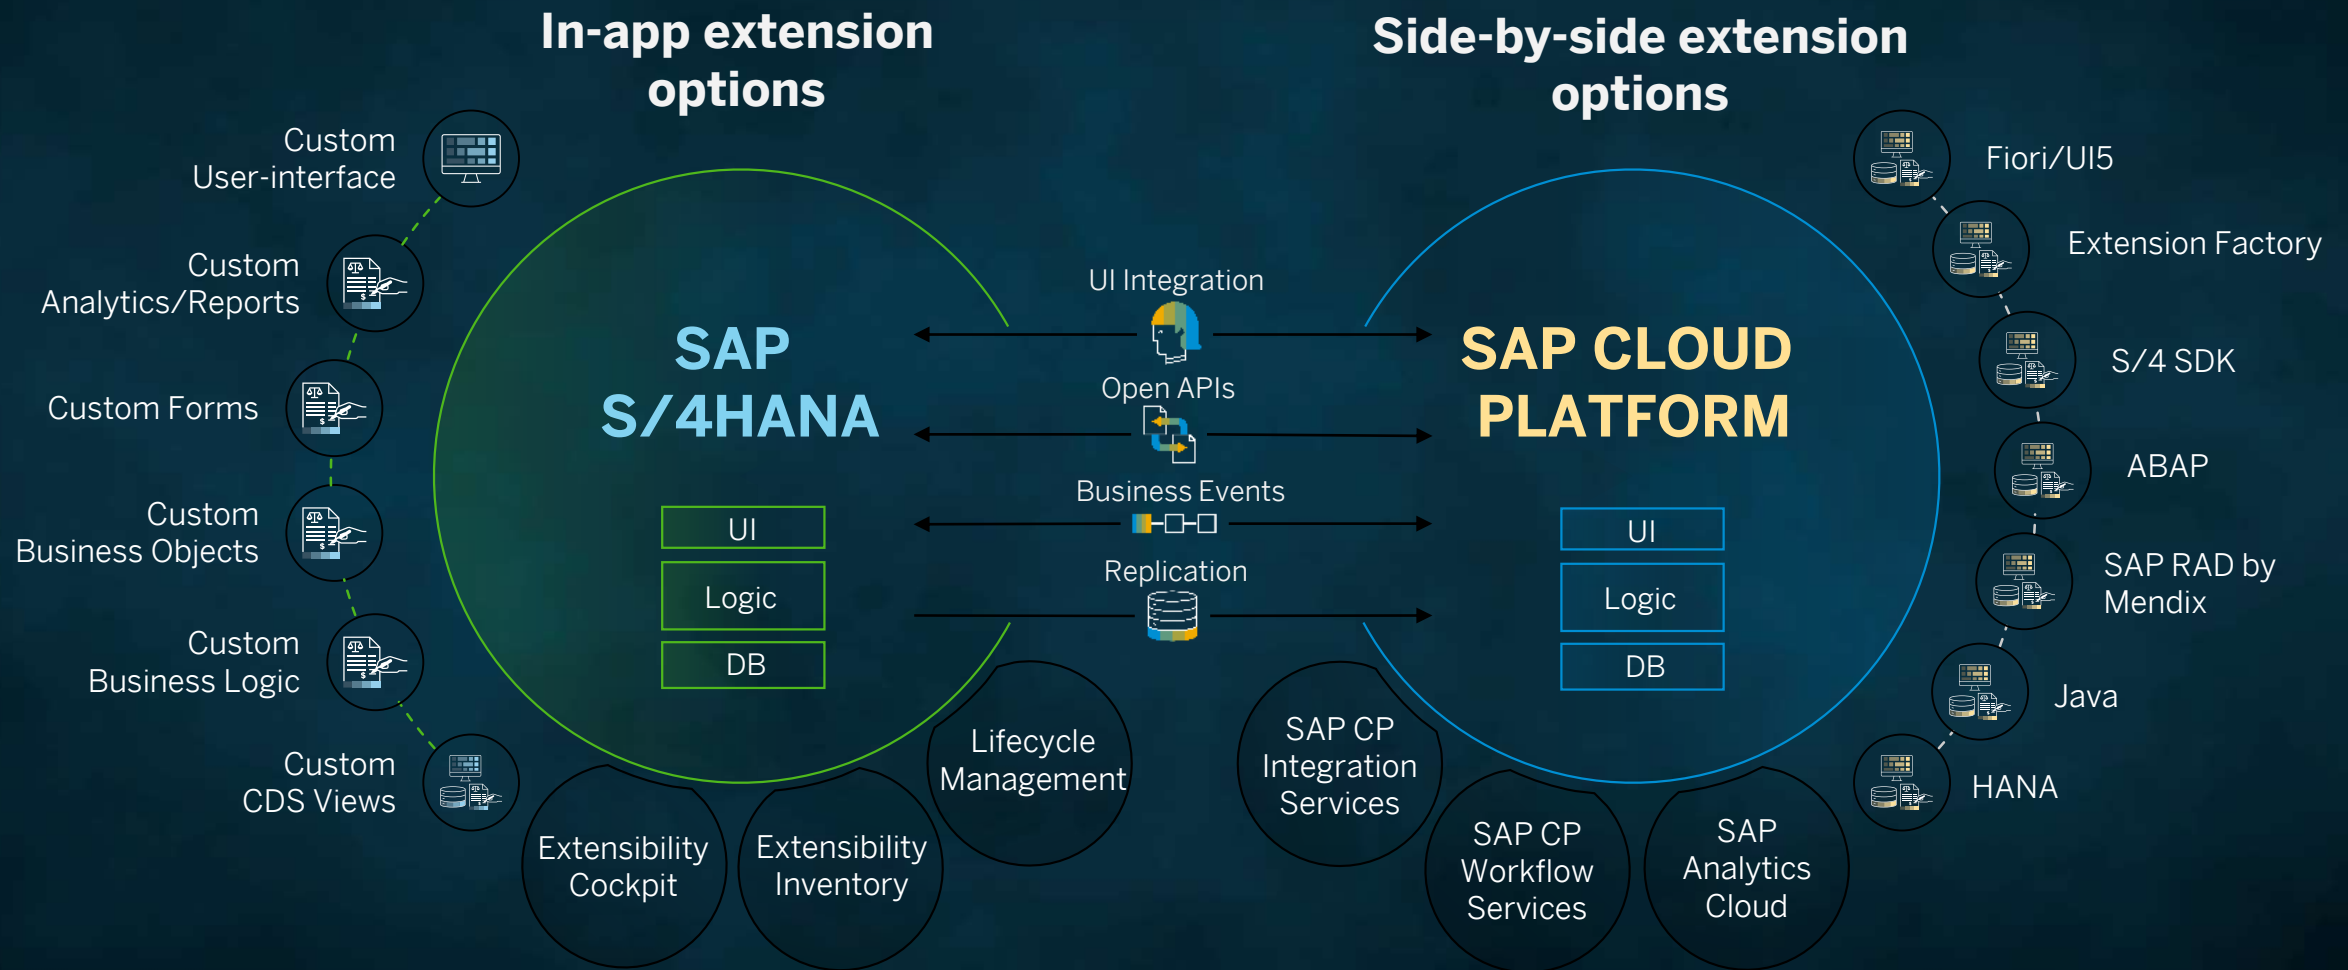 In-app extension
options
Side-by-side extension
options
Custom
User-interface
Custom
Analytics/Reports
Custom Forms
Custom
Business Objects
Custom
Business Logic
Custom
CDS Views
SAP
S/4HANA
UI
Logic
DB
Extensibility
Cockpit
Extensibility
Inventory
Lifecycle
Management
UI Integration
Open APIs
Business Events
Replication
SAP CLOUD
PLATFORM
UI
Logic
DB
SAP CP
Integration
Services
SAP CP
Workflow
Services
SAP
Analytics
Cloud
Fiori/UI5
Extension Factory
S/4 SDK
ABAP
SAP RAD by
Mendix
Java
HANA